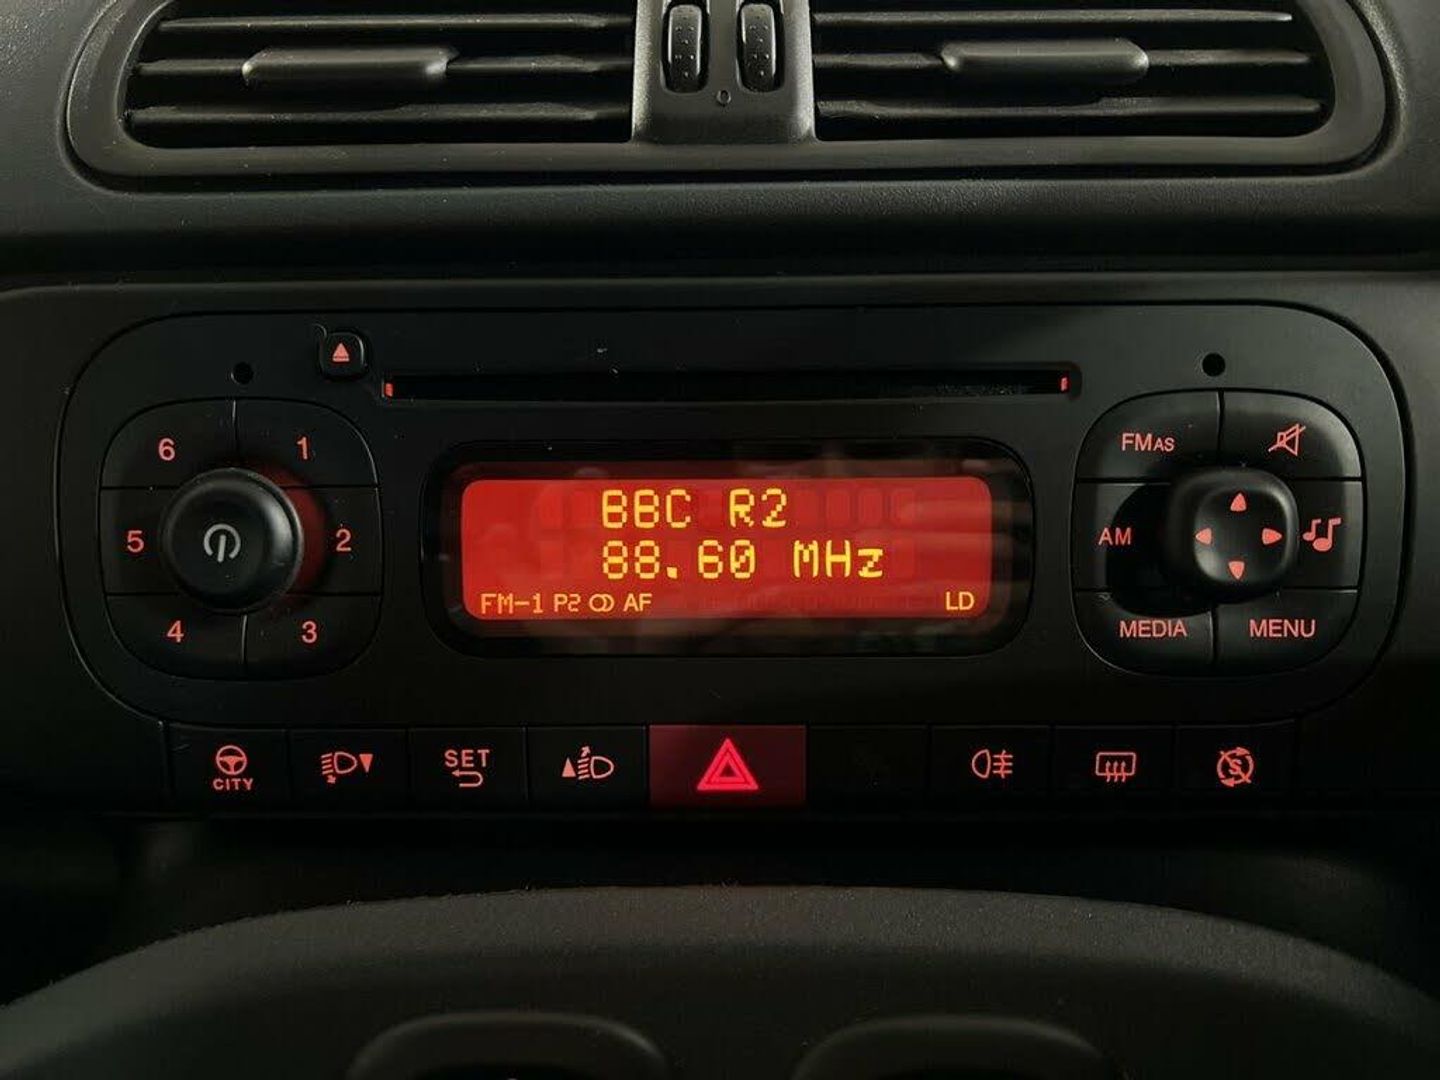 0
6
1
5
2
4
3
BBC R2
88.60 MHz
FM-1 P2 AF
LD
FMAS
AM
MEDIA
MENU
CITY
SET
S